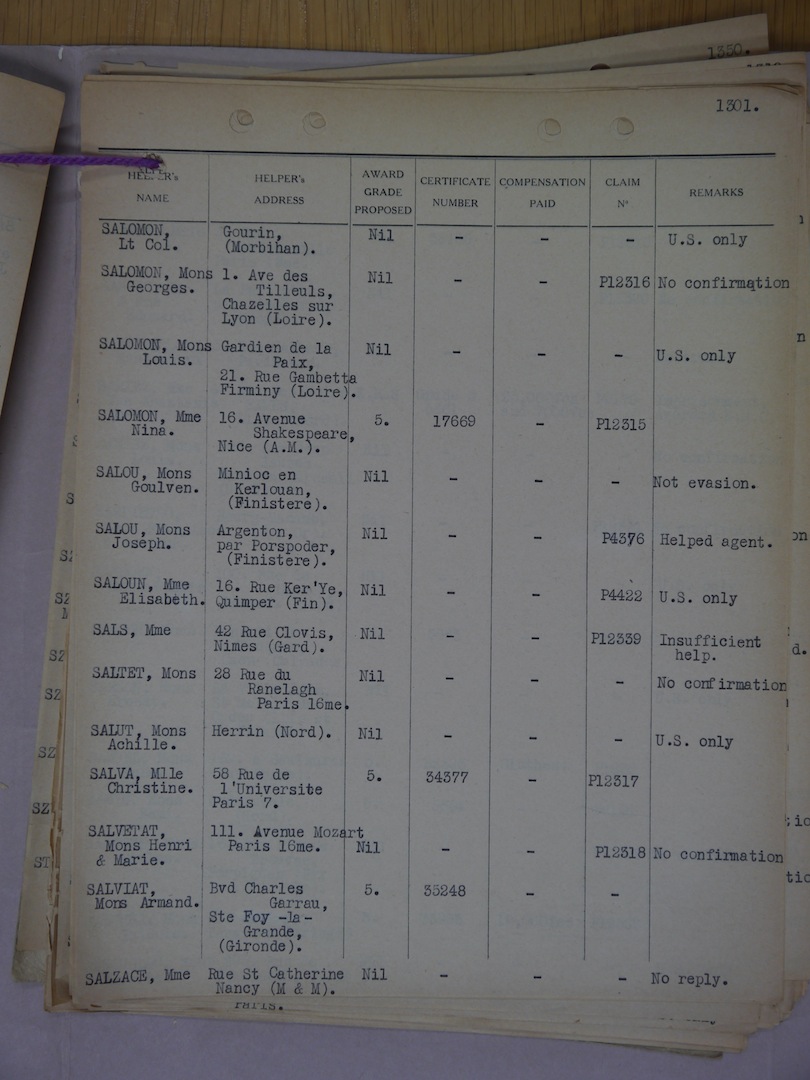 1350.
1301.
HELPER's NAME | HELPER's ADDRESS | AWARD GRADE PROPOSED | CERTIFICATE NUMBER | COMPENSATION PAID | CLAIM N° | REMARKS
SALOMON, Gourin, Nil - - - U.S. only
Lt Col. (Morbihan).
SALOMON, Mons 1. Ave des Nil - - P12316 No confirmation
Georges. Tilleuls,
Chazelles sur
Lyon (Loire).
SALOMON, Mons Gardien de la Nil - - - U.S. only
Louis. Paix,
21. Rue Gambetta
Firminy (Loire).
SALOMON, Mme 16. Avenue 5. 17669 - P12315
Nina. Shakespeare,
Nice (A.M.).
SALOU, Mons Minioc en Nil - - - Not evasion.
Goulven. Kerlouan,
(Finistere).
SALOU, Mons Argenton, Nil - - P4376 Helped agent.
Joseph. par Porspoder,
(Finistere).
SALOUN, Mme 16. Rue Ker'Ye, Nil - - P4422 U.S. only
Elisabeth. Quimper (Fin).
SALS, Mme 42 Rue Clovis, Nil - - P12339 Insufficient
Nimes (Gard). help.
SALTET, Mons 28 Rue du Nil - - - No confirmation
Ranelagh
Paris 16me.
SALUT, Mons Herrin (Nord). Nil - - - U.S. only
Achille.
SALVA, Mlle 58 Rue de 5. 34377 - P12317
Christine. l'Universite
Paris 7.
SALVETAT, 111. Avenue Mozart
Mons Henri Paris 16me. Nil - - P12318 No confirmation
& Marie.
SALVIAT, Bvd Charles 5. 35248 - -
Mons Armand. Garrau,
Ste Foy -la-
Grande,
(Gironde).
SALZACE, Mme Rue St Catherine Nil - - - No reply.
Nancy (M & M).